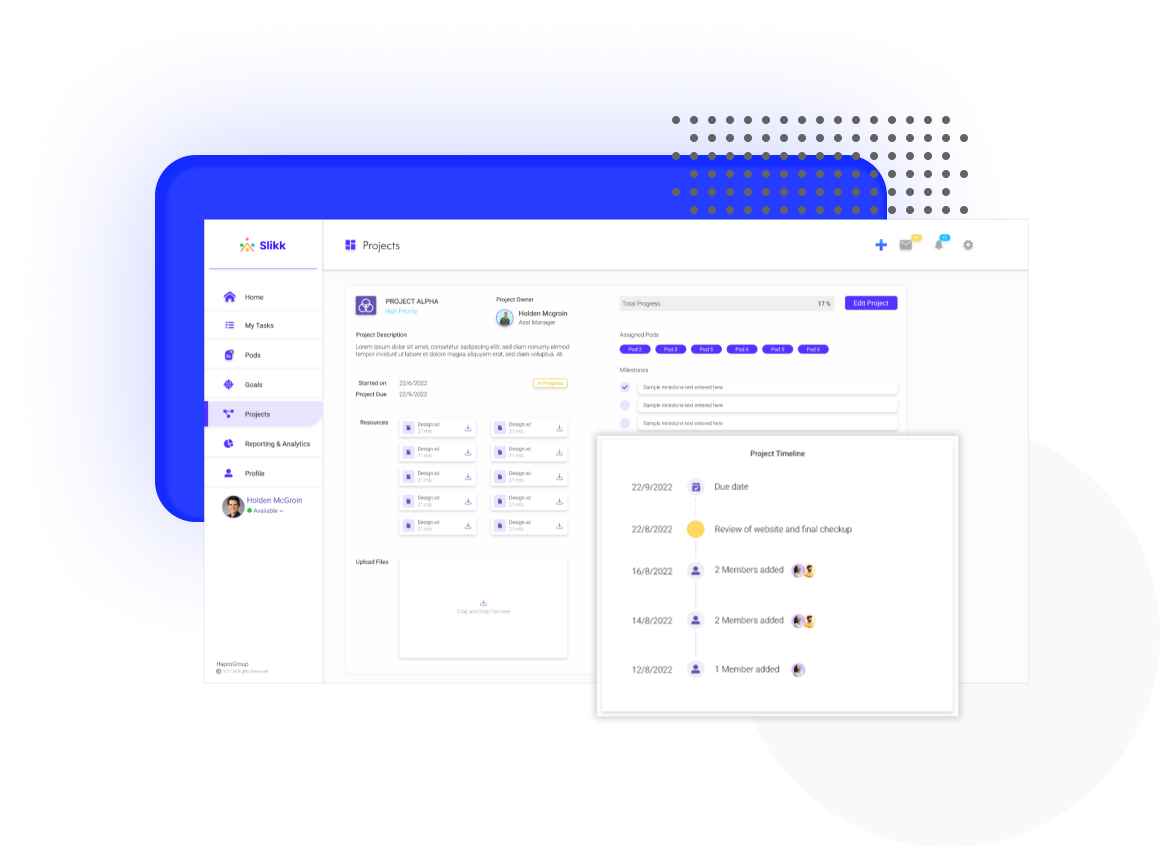 Slikk
Projects
Home
My Tasks
Pods
Goals
Projects
Reporting & Analytics
Profile
Holden McGroin
Available
HaptoGroup
PROJECT ALPHA
High Priority
Project Owner
Holden Mcgroin
Asst Manager
Project Description
Lorem ipsum dolor sit amet, consetetur sadipscing elitr, sed diam nonumy eirmod
tempor invidunt ut labore et dolore magna aliquyam erat, sed diam voluptua. At
Started on 22/6/2022
In Progress
Project Due 22/9/2022
Resources
Design.xd
21 mb
Design.xd
21 mb
Design.xd
21 mb
Design.xd
21 mb
Design.xd
21 mb
Design.xd
21 mb
Design.xd
21 mb
Design.xd
21 mb
Design.xd
21 mb
Design.xd
21 mb
Upload Files
Drag and Drop files here
Total Progress 17 %
Edit Project
Assigned Pods
Pod 2 Pod 3 Pod 5 Pod 6 Pod 5 Pod 6
Milestones
Sample milestone text entered here
Sample milestone text entered here
Sample milestone text entered here
Project Timeline
22/9/2022 Due date
22/8/2022 Review of website and final checkup
16/8/2022 2 Members added
14/8/2022 2 Members added
12/8/2022 1 Member added